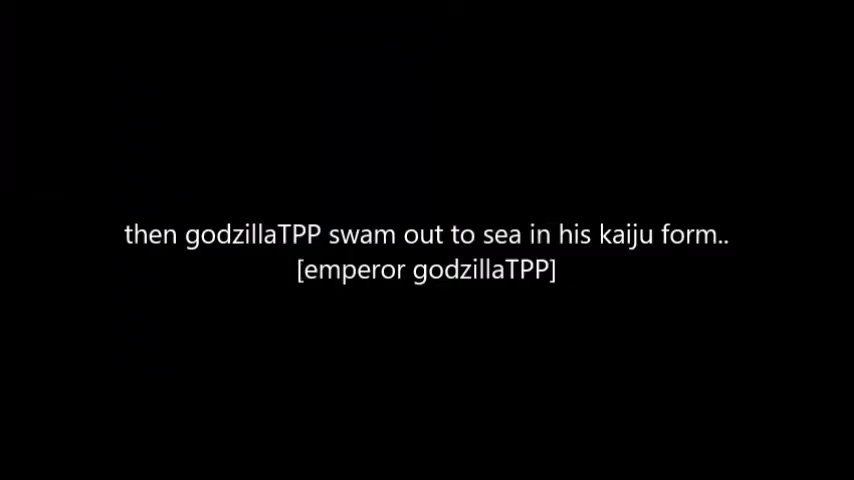 then godzillaTPP swam out to sea in his kaiju form..
[emperor godzillaTPP]